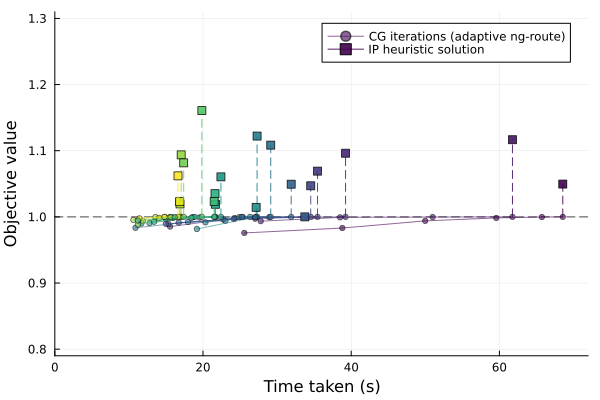 1.3
CG iterations (adaptive ng-route)
IP heuristic solution
1.2
1.1
1.0
0.9
0.8
Objective value
0 20 40 60
Time taken (s)